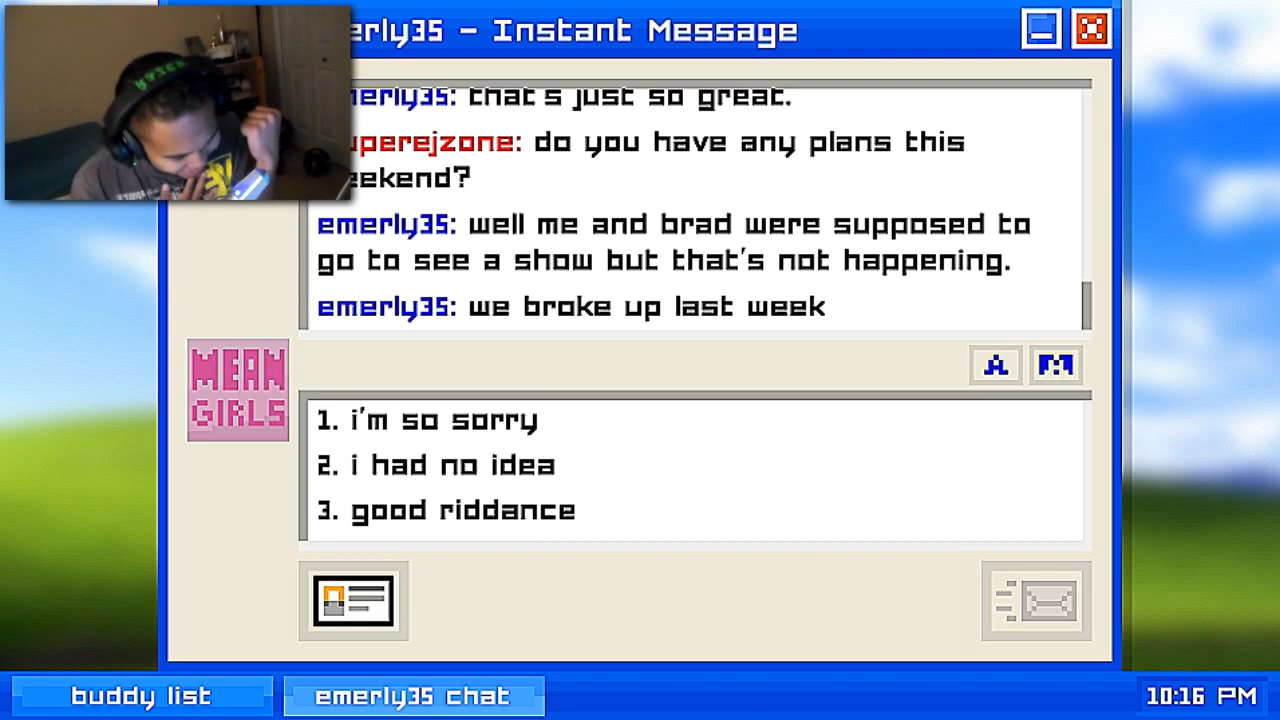 erly35 - Instant Message
erly35: that's just so great.
uperejzone: do you have any plans this
eekend?
emerly35: well me and brad were supposed to
go to see a show but that's not happening.
emerly35: we broke up last week
A M
MEAN
GIRLS
1. i'm so sorry
2. i had no idea
3. good riddance
buddy list
emerly35 chat
10:16 PM